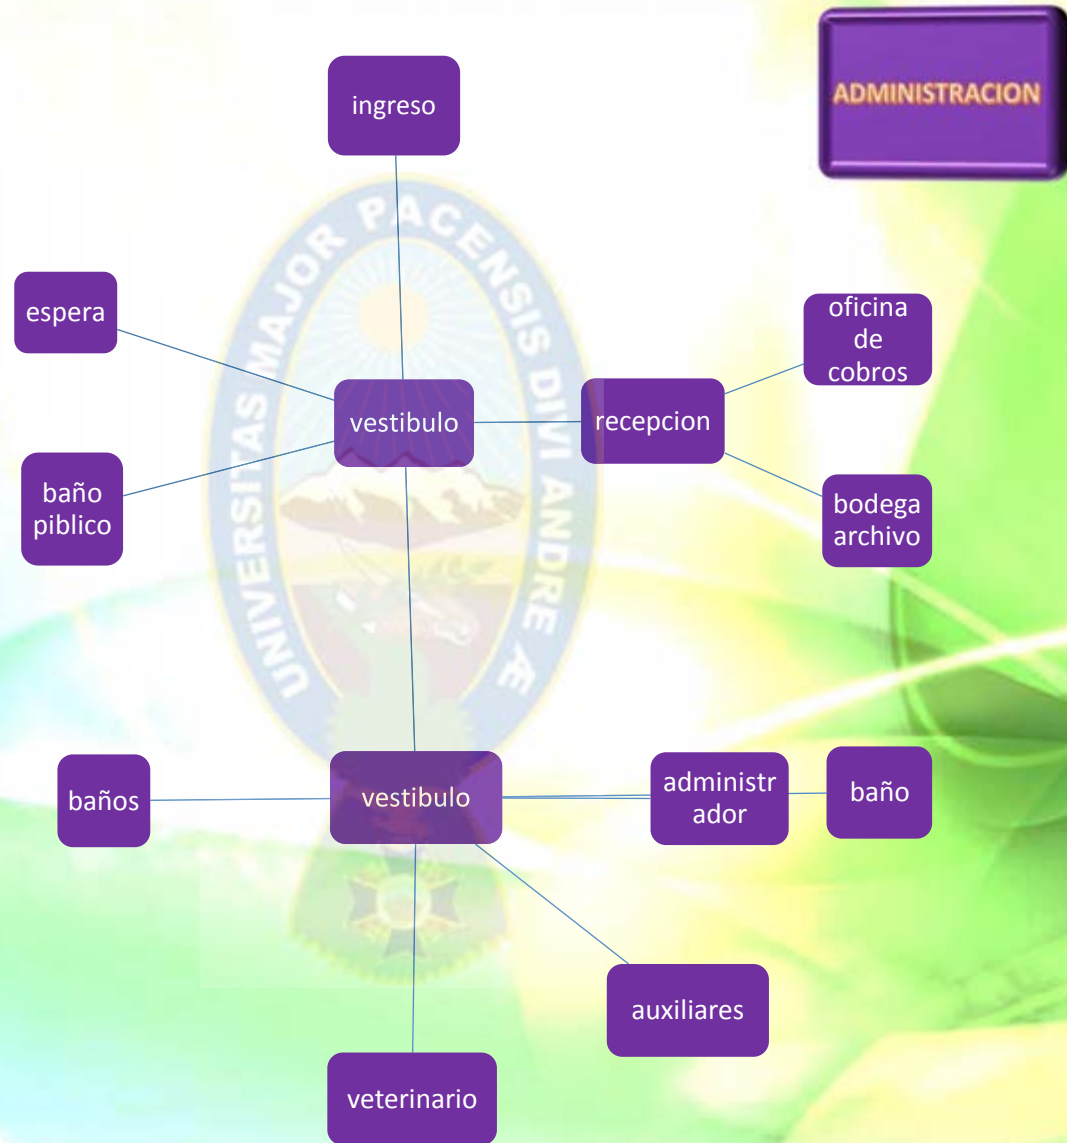 ADMINISTRACION
ingreso
UNIVERSITAS MAJOR PACENSIS DIVI ANDRE Æ
espera
oficina
de
cobros
vestibulo
recepcion
baño
piblico
bodega
archivo
baños
vestibulo
administr
ador
baño
auxiliares
veterinario